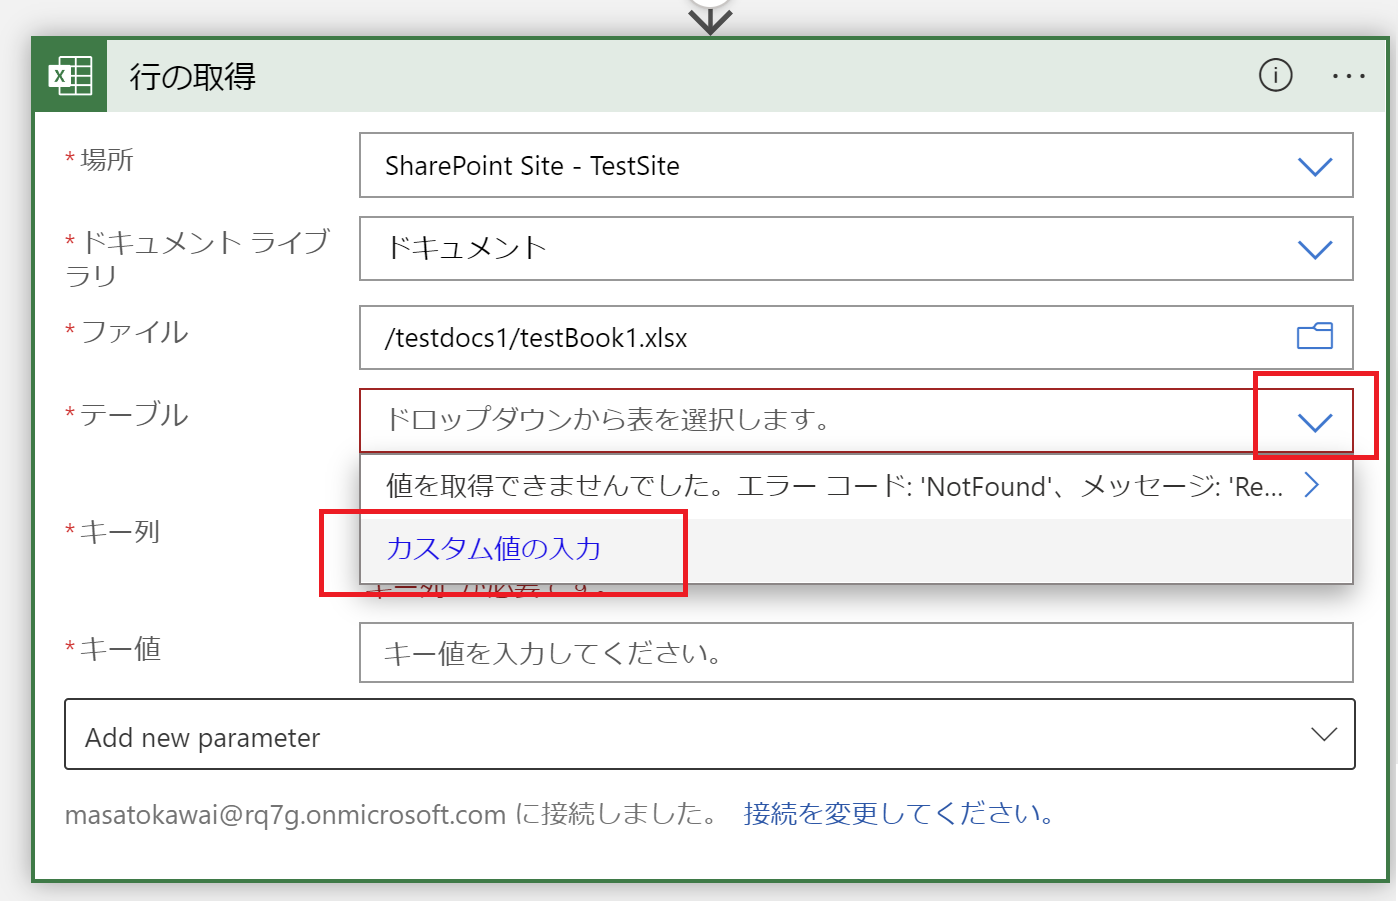 行の取得
*場所
SharePoint Site - TestSite
*ドキュメント ライブ
ラリ
ドキュメント
*ファイル
/testdocs1/testBook1.xlsx
*テーブル
ドロップダウンから表を選択します。
値を取得できませんでした。エラー コード: 'NotFound'、メッセージ: 'Re...
*キー列
カスタム値の入力
*キー値
キー値を入力してください。
Add new parameter
masatokawai@rq7g.onmicrosoft.com に接続しました。 接続を変更してください。